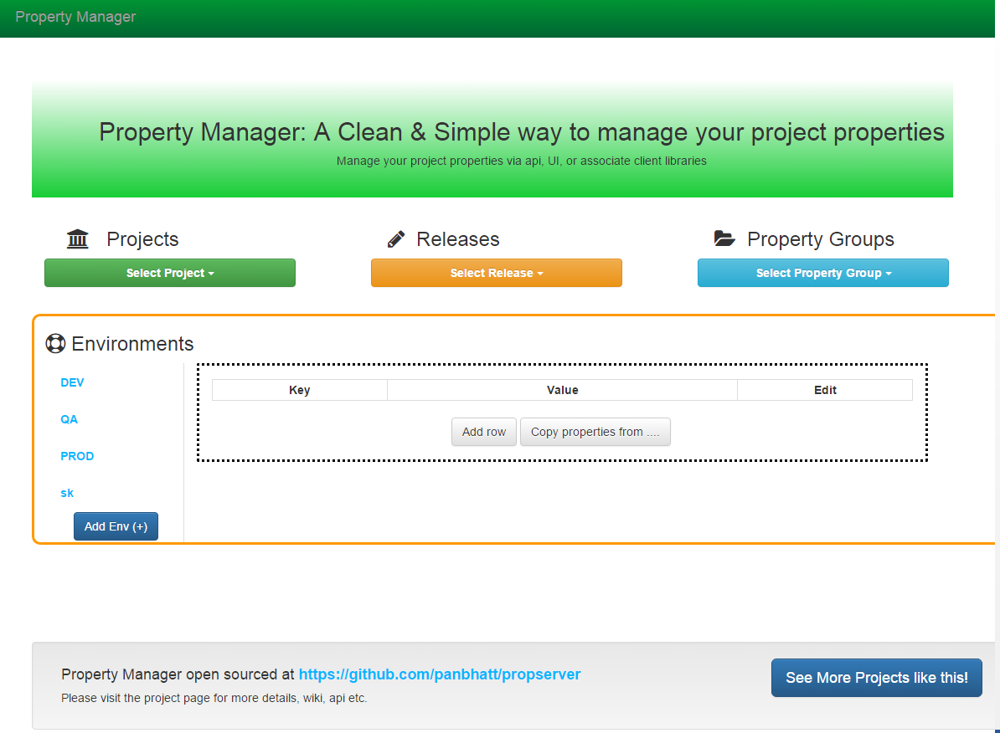 Property Manager
Property Manager: A Clean & Simple way to manage your project properties
Manage your project properties via api, UI, or associate client libraries
Projects
Select Project
Releases
Select Release
Property Groups
Select Property Group
Environments
DEV
QA
PROD
sk
Add Env (+)
Key Value Edit
Add row Copy properties from ....
Property Manager open sourced at https://github.com/panbhatt/propserver
Please visit the project page for more details, wiki, api etc.
See More Projects like this!